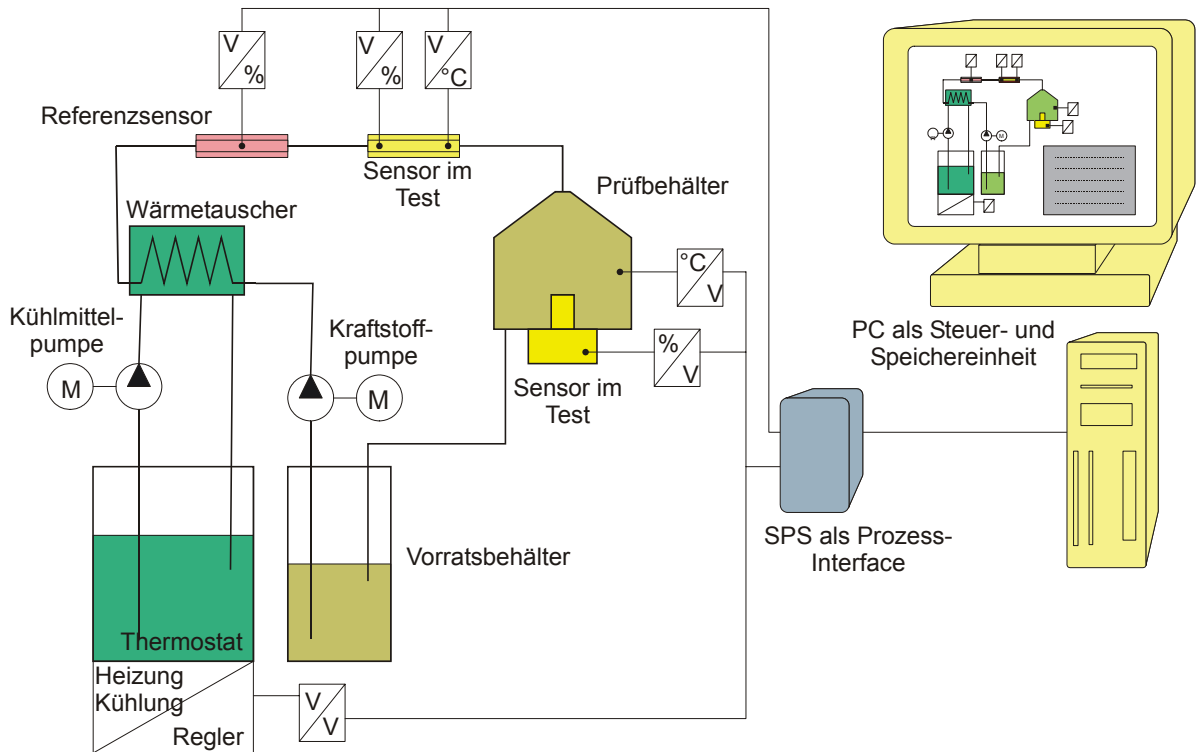 V
%
V
%
V
°C
Referenzsensor
Sensor im
Test
Prüfbehälter
Wärmetauscher
°C
V
Kühlmittel-
pumpe
Kraftstoff-
pumpe
PC als Steuer- und
Speichereinheit
%
V
M
M
Sensor im
Test
SPS als Prozess-
Interface
Vorratsbehälter
Thermostat
Heizung
Kühlung
Regler
V
V